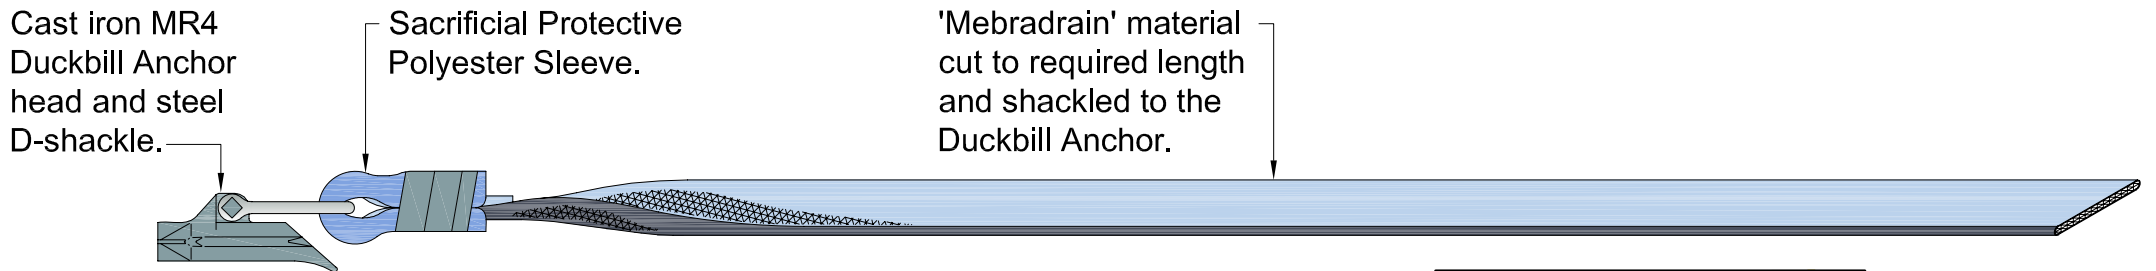 Cast iron MR4
Duckbill Anchor
head and steel
D-shackle.
Sacrificial Protective
Polyester Sleeve.
'Mebradrain' material
cut to required length
and shackled to the
Duckbill Anchor.